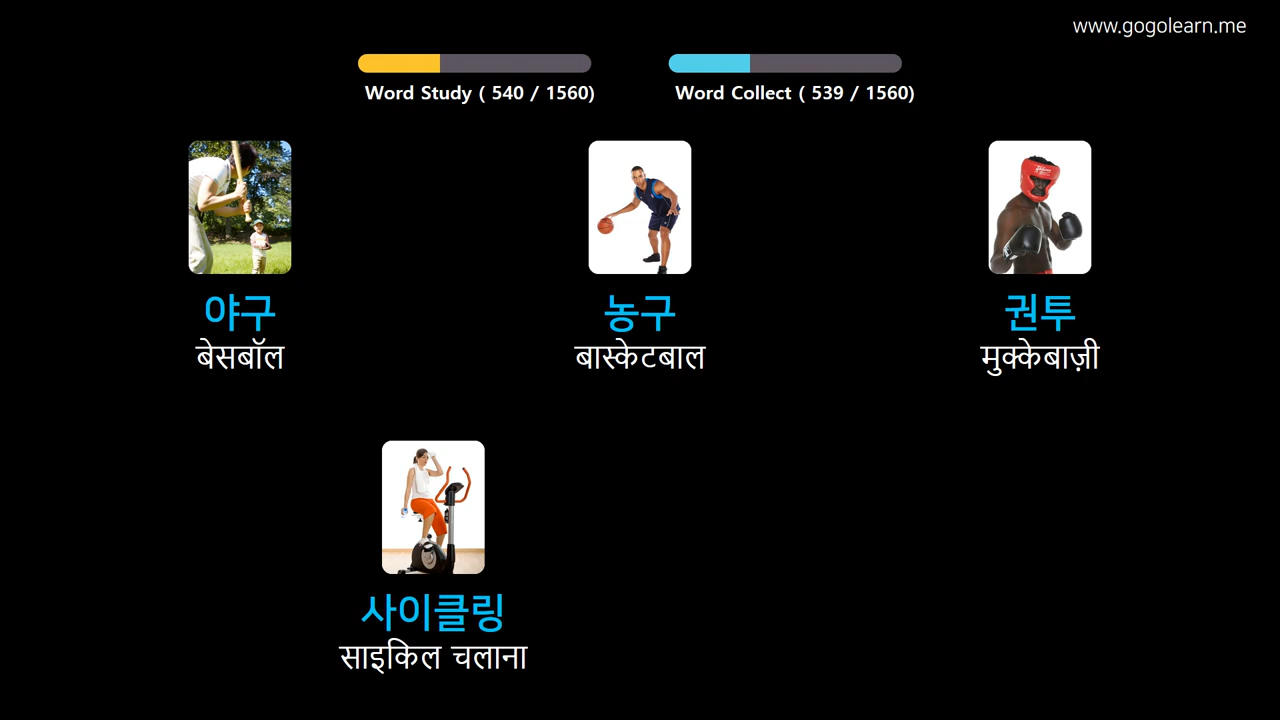 www.gogolearn.me
Word Study ( 540 / 1560)
Word Collect ( 539 / 1560)
야구
बेसबॉल
농구
बास्केटबाल
권투
मुक्केबाज़ी
사이클링
साइकिल चलाना